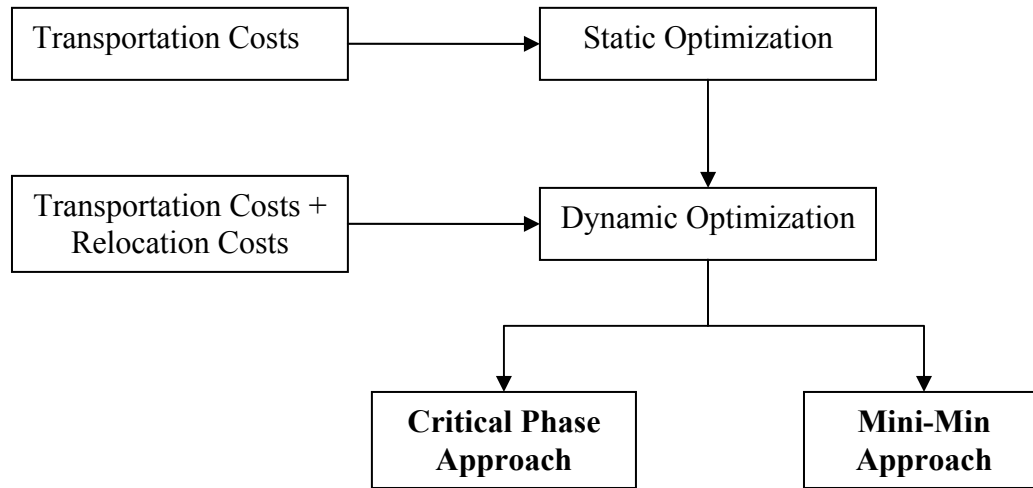 Transportation Costs
Static Optimization
Transportation Costs +
Relocation Costs
Dynamic Optimization
Critical Phase
Approach
Mini-Min
Approach